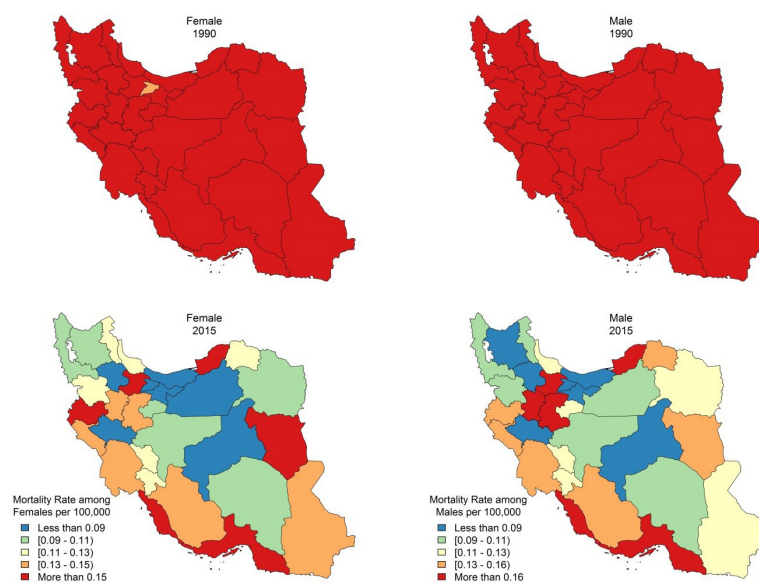 Female
1990
Male
1990
Female
2015
Male
2015
Mortality Rate among
Females per 100,000
Less than 0.09
[0.09 - 0.11)
[0.11 - 0.13)
[0.13 - 0.15)
More than 0.15
Mortality Rate among
Males per 100,000
Less than 0.09
[0.09 - 0.11)
[0.11 - 0.13)
[0.13 - 0.16)
More than 0.16